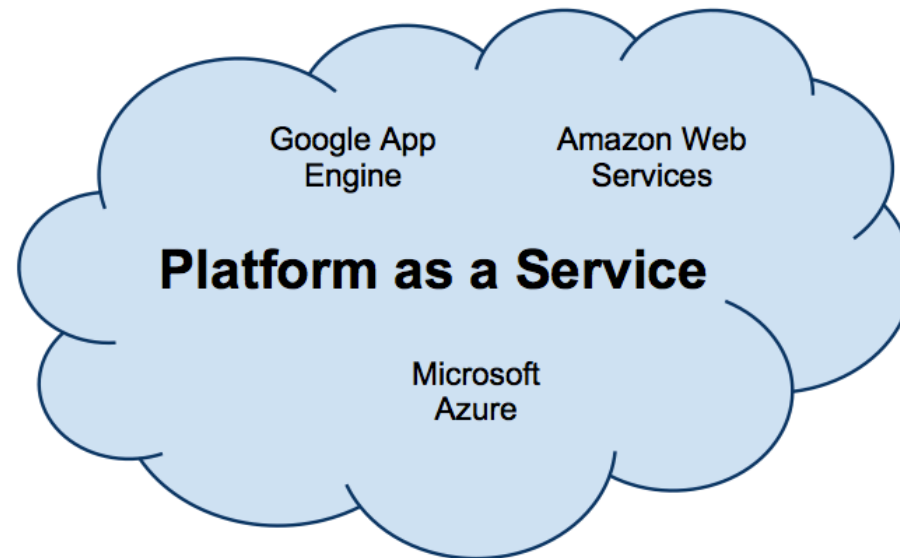 Google App
Engine
Amazon Web
Services
Platform as a Service
Microsoft
Azure